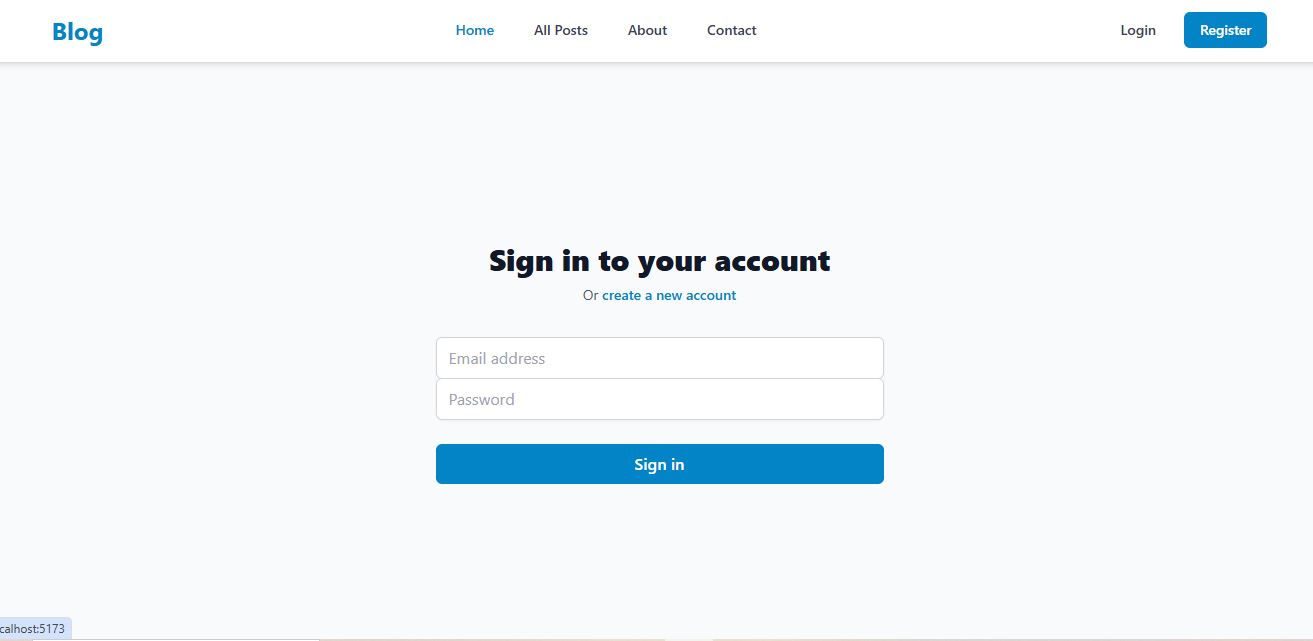 Blog Home All Posts About Contact Login Register
Sign in to your account
Or create a new account
Email address
Password
Sign in
calhost:5173